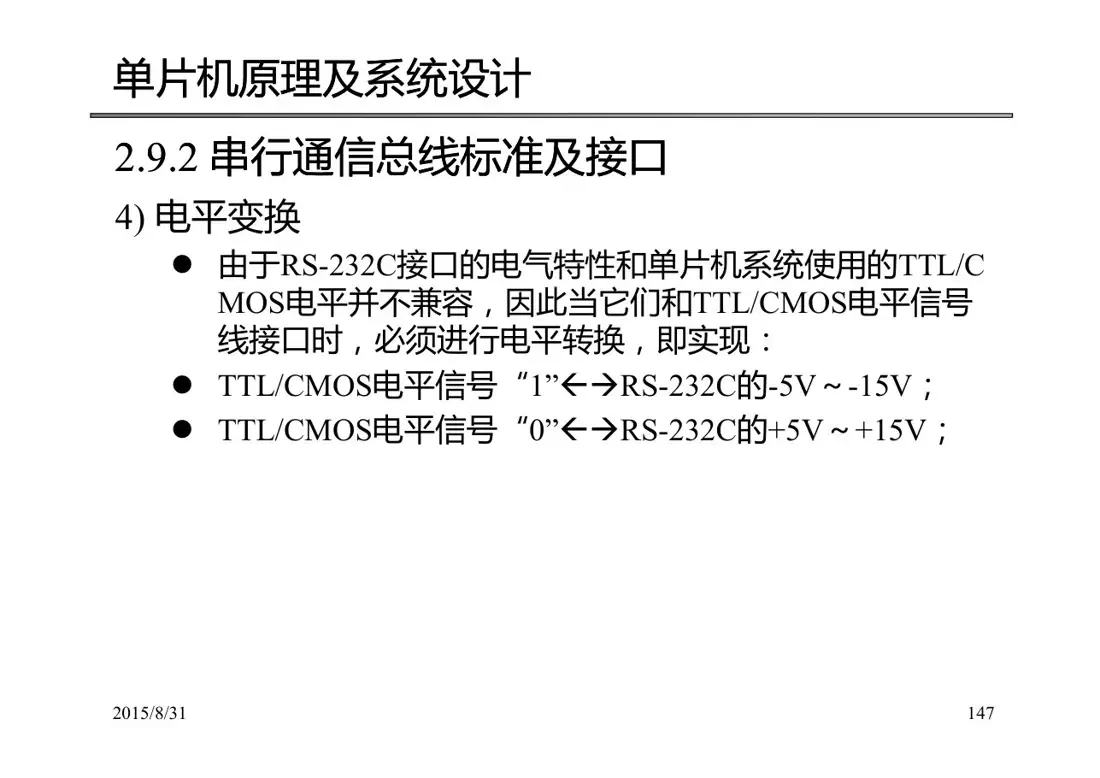 单片机原理及系统设计
2.9.2 串行通信总线标准及接口
4) 电平变换
● 由于RS-232C接口的电气特性和单片机系统使用的TTL/C
MOS电平并不兼容，因此当它们和TTL/CMOS电平信号
线接口时，必须进行电平转换，即实现：
● TTL/CMOS电平信号“1”←→RS-232C的-5V～-15V；
● TTL/CMOS电平信号“0”←→RS-232C的+5V～+15V；
2015/8/31
147